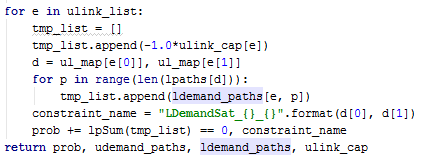 for e in ulink_list:
    tmp_list = []
    tmp_list.append(-1.0*ulink_cap[e])
    d = ul_map[e[0]], ul_map[e[1]]
    for p in range(len(lpaths[d])):
        tmp_list.append(ldemand_paths[e, p])
    constraint_name = "LDemandSat_{}_{}".format(d[0], d[1])
    prob += lpSum(tmp_list) == 0, constraint_name
return prob, udemand_paths, ldemand_paths, ulink_cap